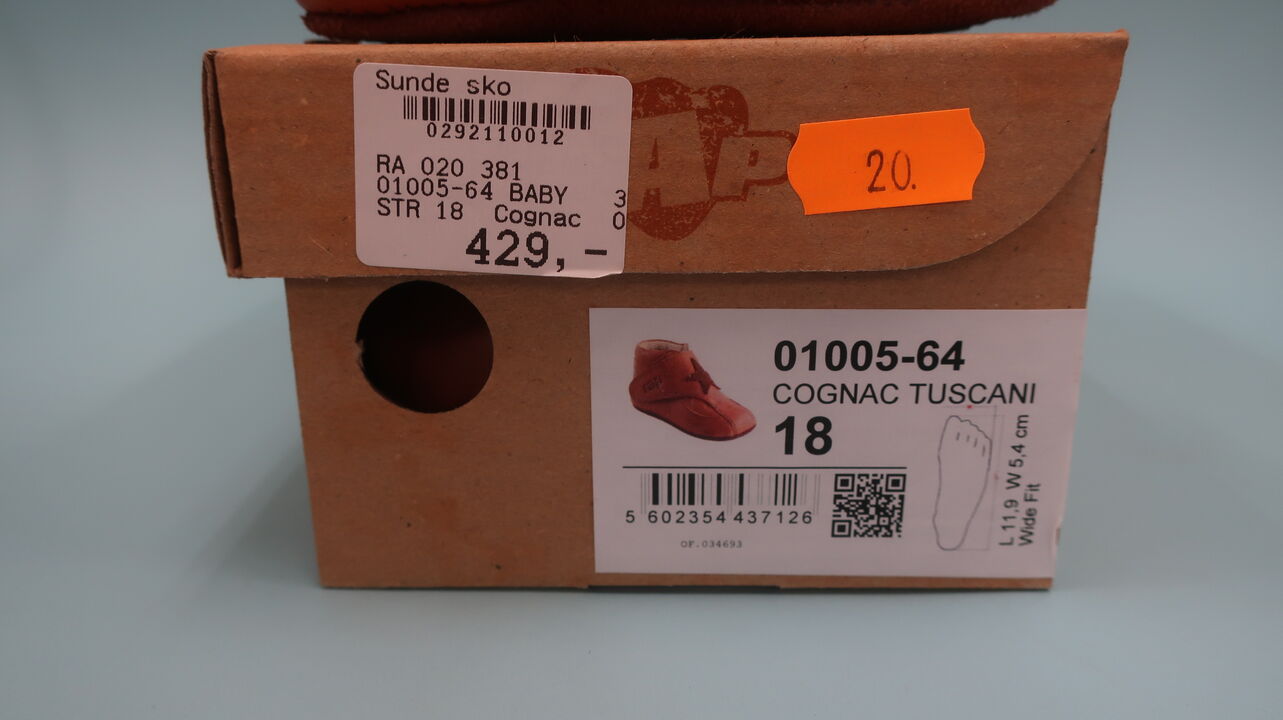 Sunde sko
0292110012
RA 020 381
01005-64 BABY 3
STR 18 Cognac 0
429,-
20.
01005-64
COGNAC TUSCANI
18
5 602354 437126
OF.034693
L 11,9 W 5,4 cm
Wide Fit